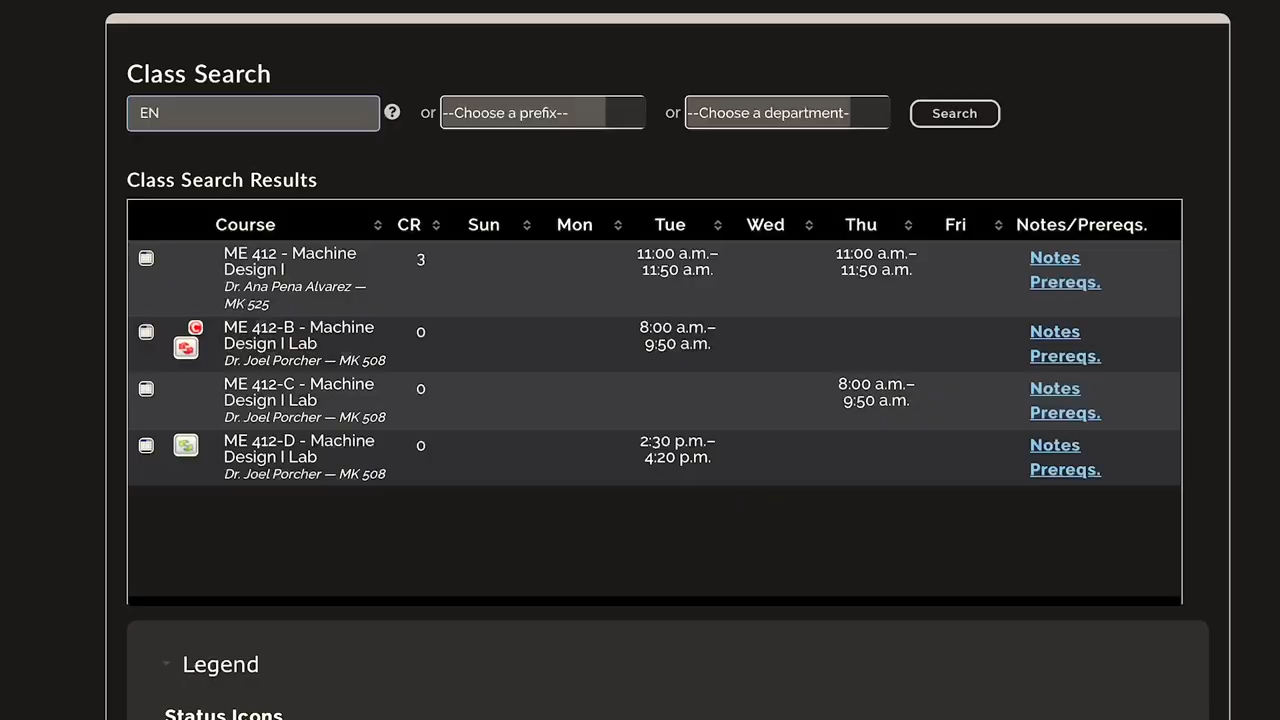 Class Search
EN
?
or
--Choose a prefix--
or
--Choose a department-
Search
Class Search Results
Course CR Sun Mon Tue Wed Thu Fri Notes/Prereqs.
ME 412 - Machine
Design I
Dr. Ana Pena Alvarez —
MK 525
3
11:00 a.m.–
11:50 a.m.
11:00 a.m.–
11:50 a.m.
Notes
Prereqs.
C
ME 412-B - Machine
Design I Lab
Dr. Joel Porcher — MK 508
0
8:00 a.m.–
9:50 a.m.
Notes
Prereqs.
ME 412-C - Machine
Design I Lab
Dr. Joel Porcher — MK 508
0
8:00 a.m.–
9:50 a.m.
Notes
Prereqs.
ME 412-D - Machine
Design I Lab
Dr. Joel Porcher — MK 508
0
2:30 p.m.–
4:20 p.m.
Notes
Prereqs.
Legend
Status Icons